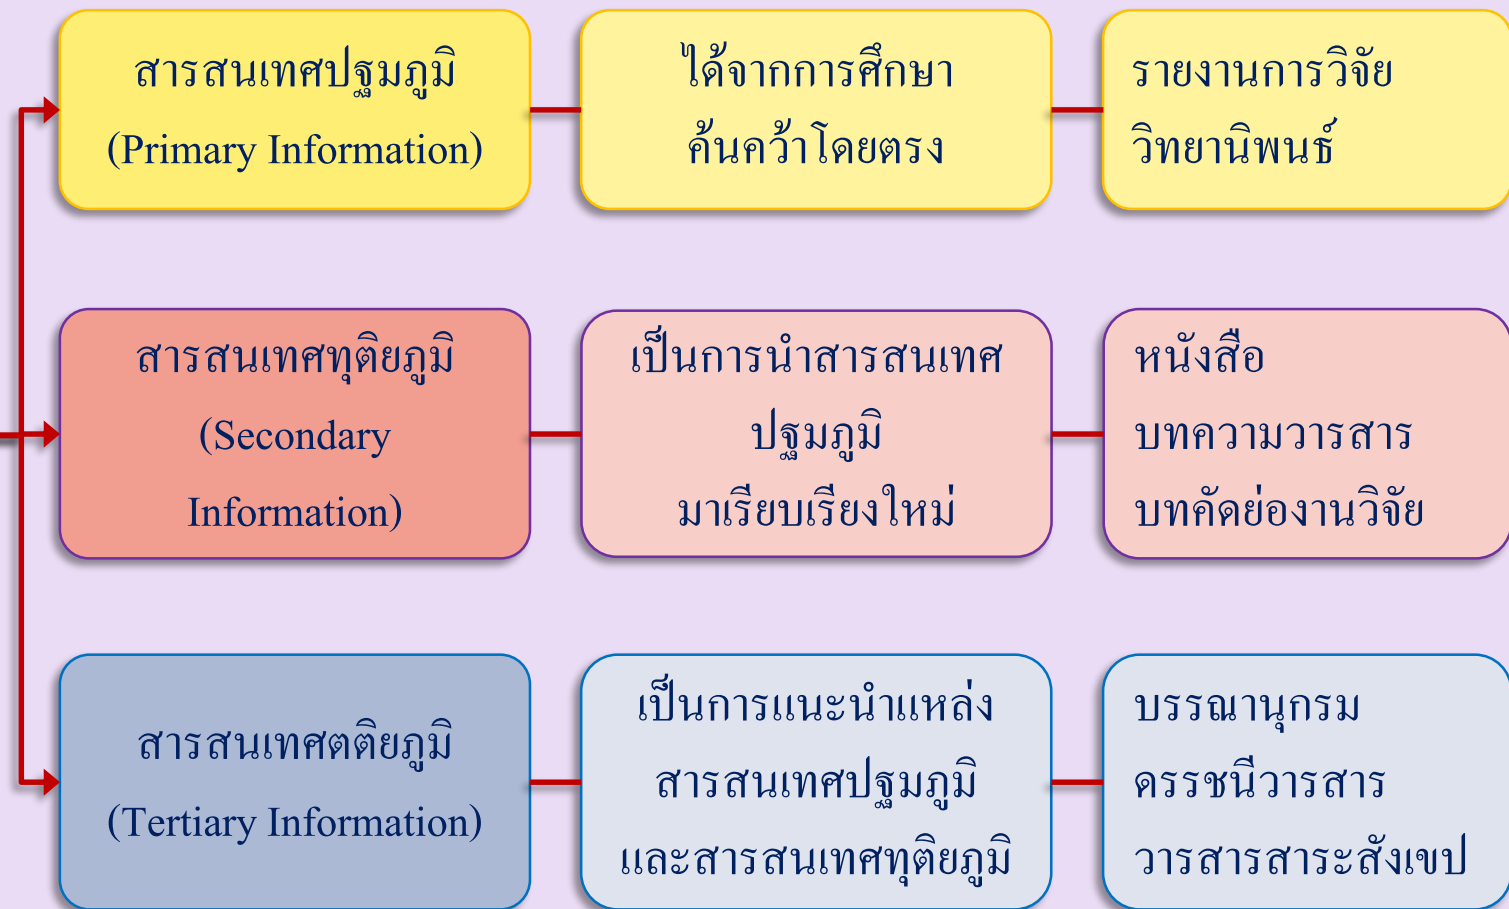 สารสนเทศปฐมภูมิ
(Primary Information)
ได้จากการศึกษา
ค้นคว้าโดยตรง
รายงานการวิจัย
วิทยานิพนธ์
สารสนเทศทุติยภูมิ
(Secondary
Information)
เป็นการนำสารสนเทศ
ปฐมภูมิ
มาเรียบเรียงใหม่
หนังสือ
บทความวารสาร
บทคัดย่องานวิจัย
สารสนเทศตติยภูมิ
(Tertiary Information)
เป็นการแนะนำแหล่ง
สารสนเทศปฐมภูมิ
และสารสนเทศทุติยภูมิ
บรรณานุกรม
ดรรชนีวารสาร
วารสารสาระสังเขป